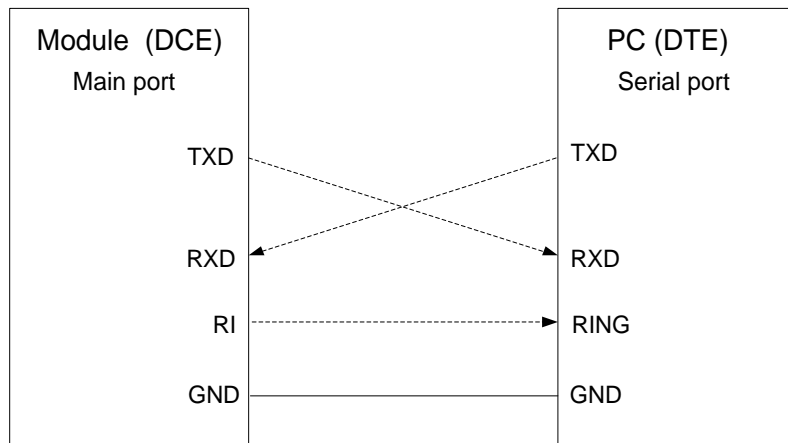 Module (DCE)
Main port
TXD
RXD
RI
GND
PC (DTE)
Serial port
TXD
RXD
RING
GND